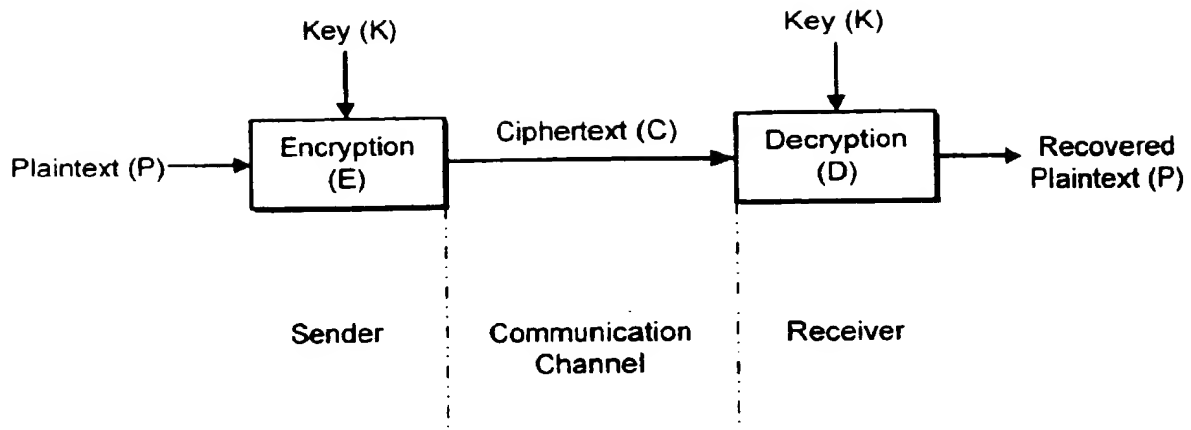 Key (K)
Key (K)
Plaintext (P)
Encryption
(E)
Ciphertext (C)
Decryption
(D)
Recovered
Plaintext (P)
Sender
Communication
Channel
Receiver